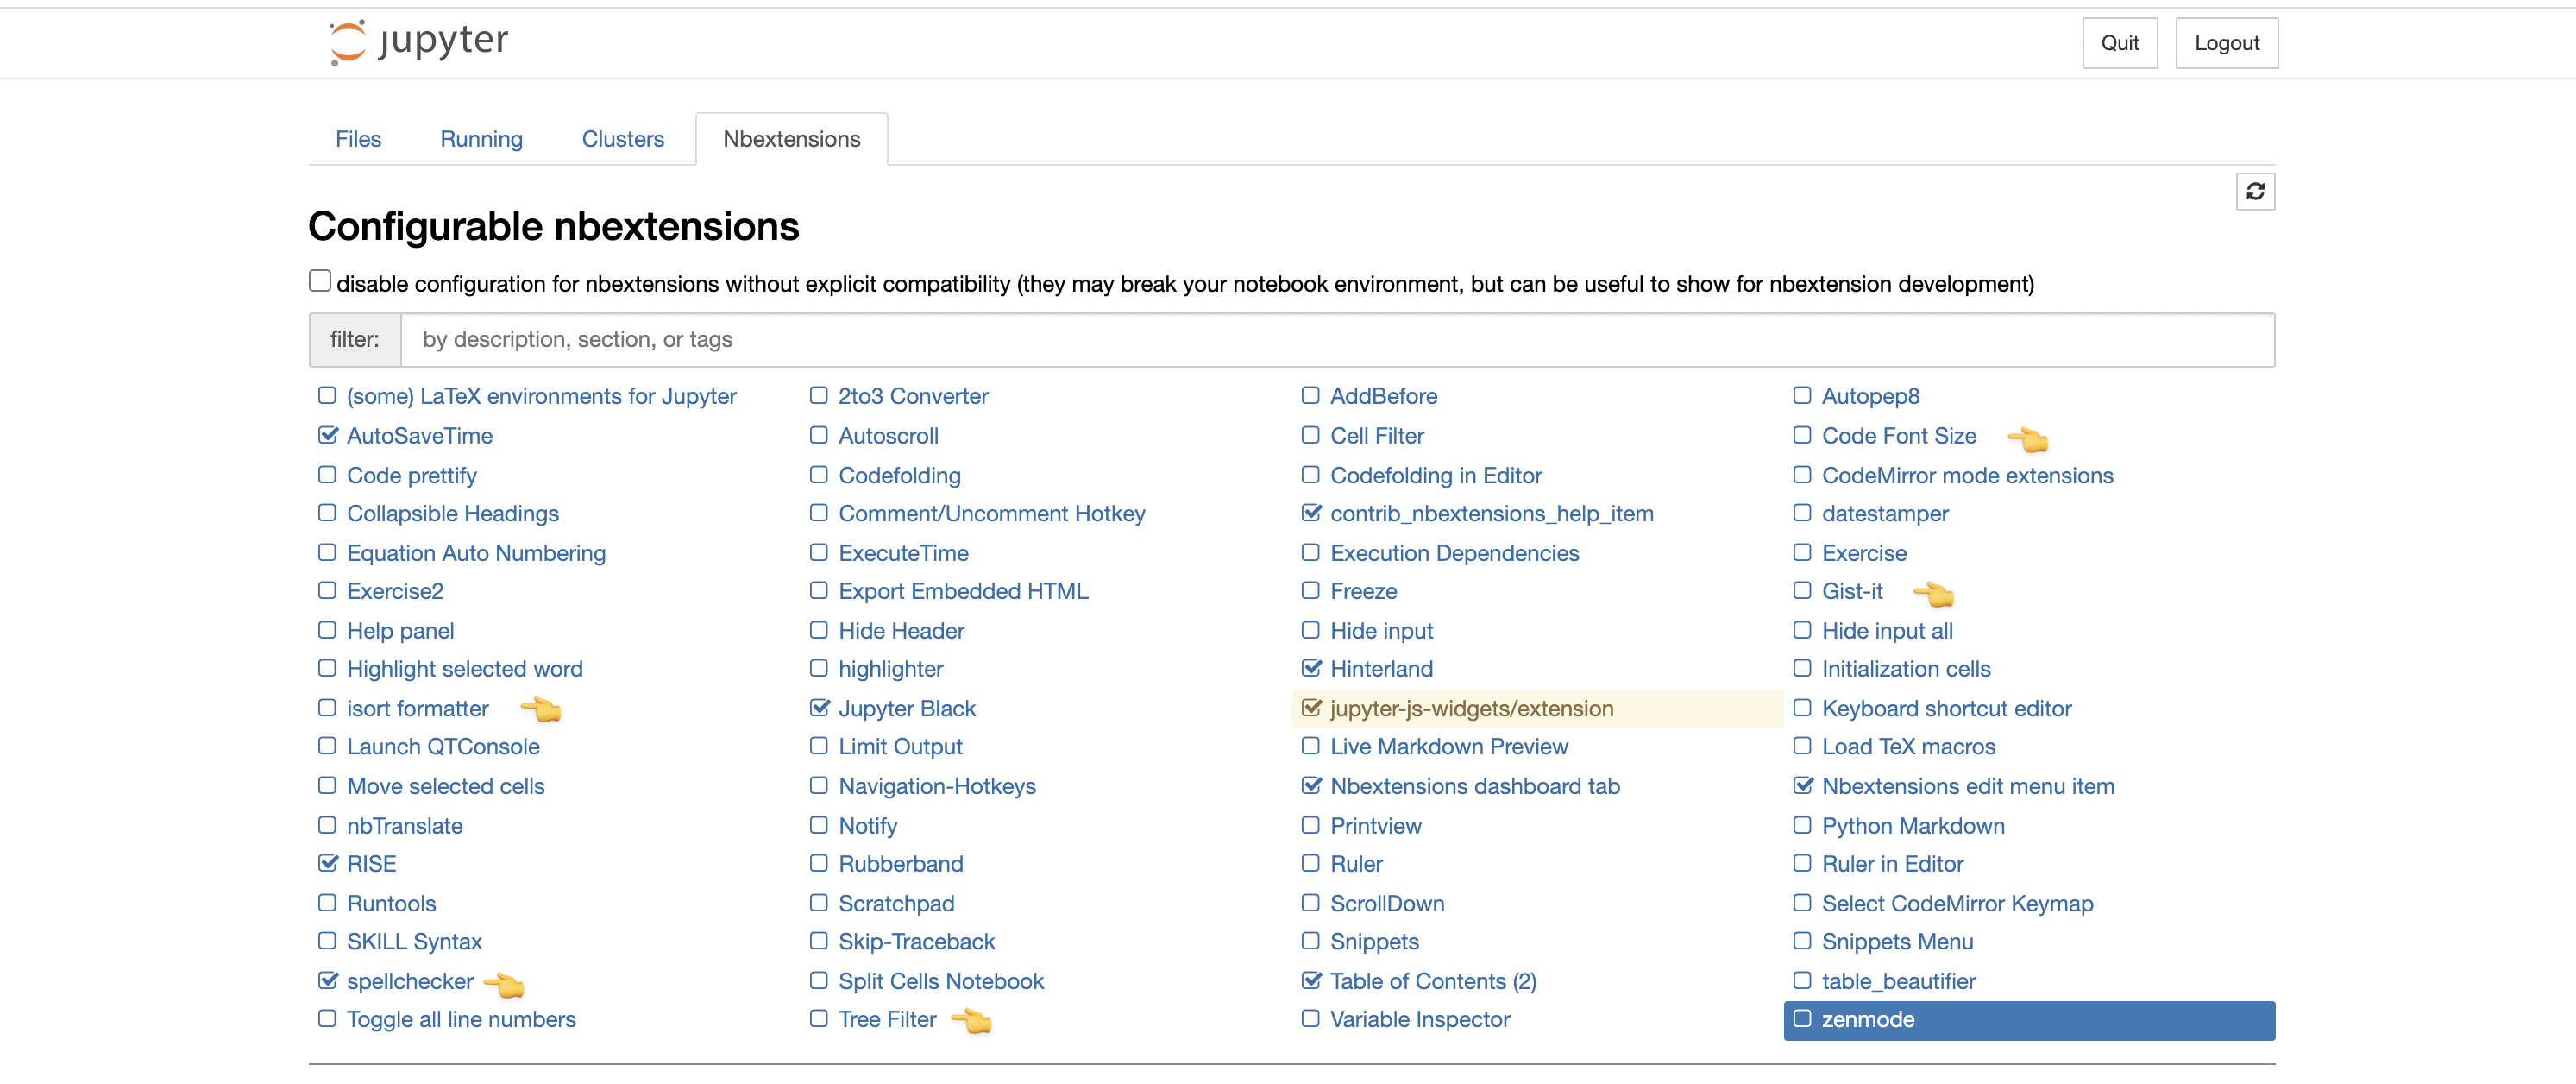 jupyter
Quit Logout
Files Running Clusters Nbextensions
Configurable nbextensions
disable configuration for nbextensions without explicit compatibility (they may break your notebook environment, but can be useful to show for nbextension development)
filter: by description, section, or tags
(some) LaTeX environments for Jupyter 2to3 Converter AddBefore Autopep8
AutoSaveTime Autoscroll Cell Filter Code Font Size
Code prettify Codefolding Codefolding in Editor CodeMirror mode extensions
Collapsible Headings Comment/Uncomment Hotkey contrib_nbextensions_help_item datestamper
Equation Auto Numbering ExecuteTime Execution Dependencies Exercise
Exercise2 Export Embedded HTML Freeze Gist-it
Help panel Hide Header Hide input Hide input all
Highlight selected word highlighter Hinterland Initialization cells
isort formatter Jupyter Black jupyter-js-widgets/extension Keyboard shortcut editor
Launch QTConsole Limit Output Live Markdown Preview Load TeX macros
Move selected cells Navigation-Hotkeys Nbextensions dashboard tab Nbextensions edit menu item
nbTranslate Notify Printview Python Markdown
RISE Rubberband Ruler Ruler in Editor
Runtools Scratchpad ScrollDown Select CodeMirror Keymap
SKILL Syntax Skip-Traceback Snippets Snippets Menu
spellchecker Split Cells Notebook Table of Contents (2) table_beautifier
Toggle all line numbers Tree Filter Variable Inspector zenmode